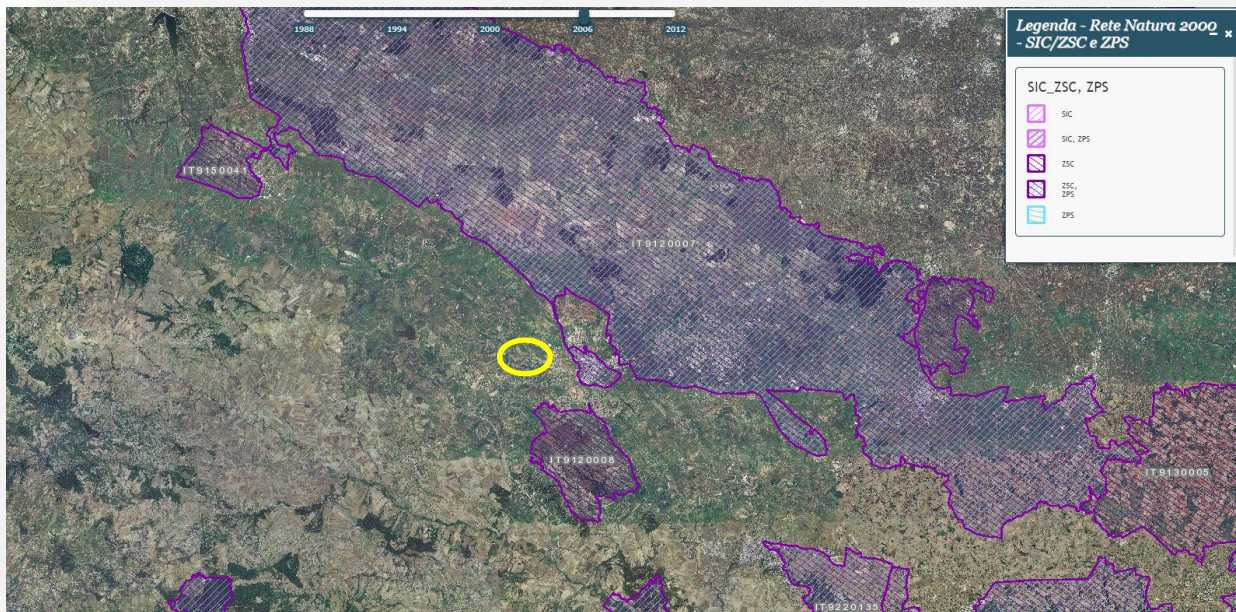 1988 1994 2000 2006 2012
Legenda - Rete Natura 2000
- SIC/ZSC e ZPS
SIC_ZSC, ZPS
SIC
SIC, ZPS
ZSC
ZSC,
ZPS
ZPS
IT9150041
IT9120007
IT9120008
IT9130005
IT9220135